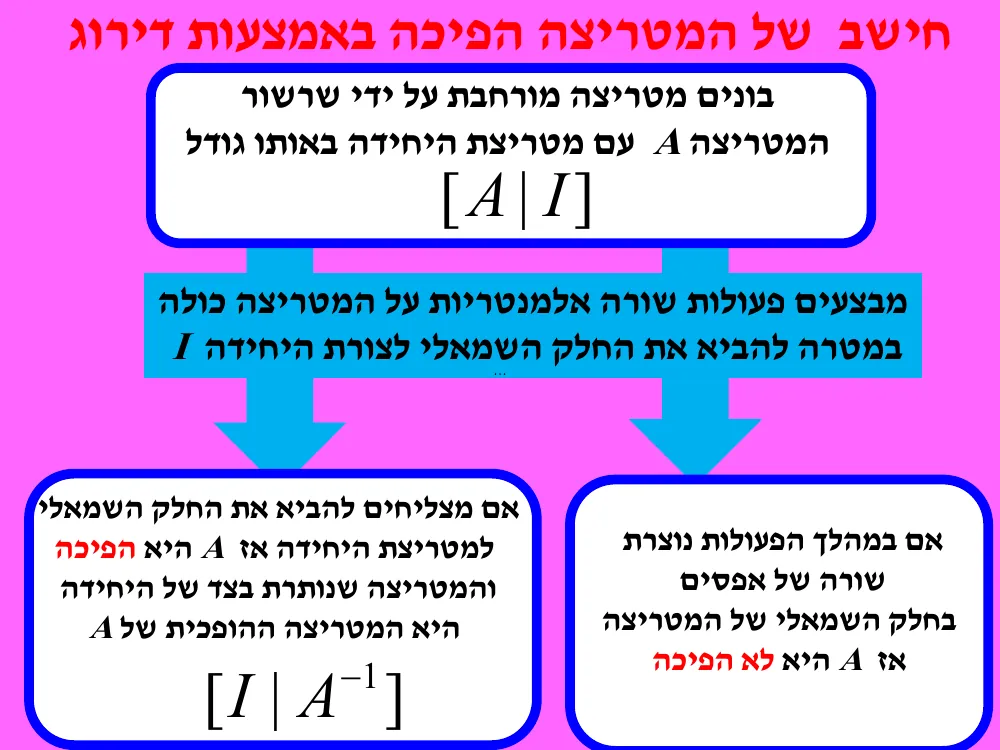 חישב של המטריצה הפיכה באמצעות דירוג
בונים מטריצה מורחבת על ידי שרשור
המטריצה A עם מטריצת היחידה באותו גודל
[A | I]
מבצעים פעולות שורה אלמנטריות על המטריצה כולה
במטרה להביא את החלק השמאלי לצורת היחידה I
...
אם במהלך הפעולות נוצרת
שורה של אפסים
בחלק השמאלי של המטריצה
אז A היא לא הפיכה
אם מצליחים להביא את החלק השמאלי
למטריצת היחידה אז A היא הפיכה
והמטריצה שנותרת בצד של היחידה
היא המטריצה ההופכית של A
[I | A⁻¹]